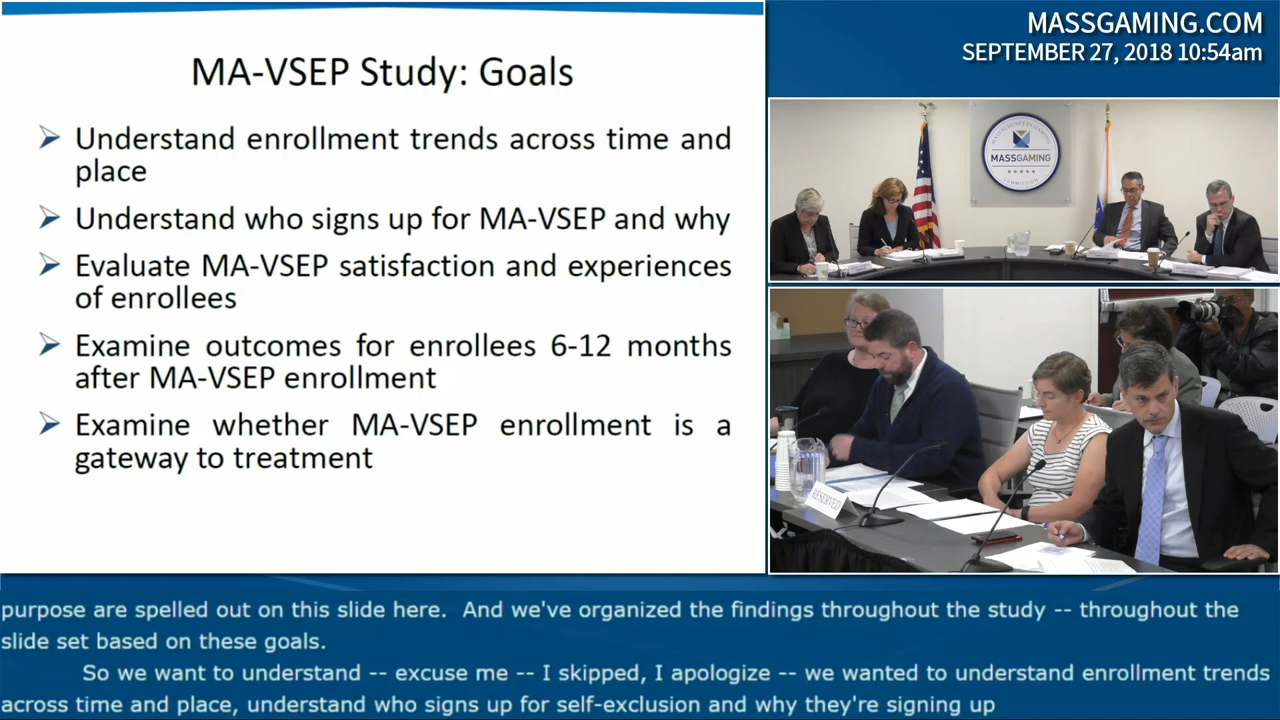 MASSGAMING.COM
SEPTEMBER 27, 2018 10:54am
MA-VSEP Study: Goals
Understand enrollment trends across time and
place
Understand who signs up for MA-VSEP and why
Evaluate MA-VSEP satisfaction and experiences
of enrollees
Examine outcomes for enrollees 6-12 months
after MA-VSEP enrollment
Examine whether MA-VSEP enrollment is a
gateway to treatment
MASSACHUSETTS GAMING
MASSGAMING
COMMISSION
RESERVED
purpose are spelled out on this slide here. And we've organized the findings throughout the study -- throughout the
slide set based on these goals.
So we want to understand -- excuse me -- I skipped, I apologize -- we wanted to understand enrollment trends
across time and place, understand who signs up for self-exclusion and why they're signing up